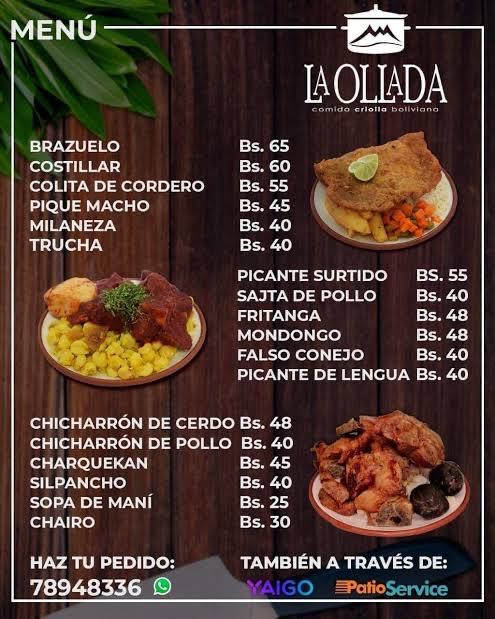 MENÚ
LA OLLADA
comida criolla boliviana
BRAZUELO Bs. 65
COSTILLAR Bs. 60
COLITA DE CORDERO Bs. 55
PIQUE MACHO Bs. 45
MILANEZA Bs. 40
TRUCHA Bs. 40
PICANTE SURTIDO Bs. 55
SAJTA DE POLLO Bs. 40
FRITANGA Bs. 48
MONDONGO Bs. 48
FALSO CONEJO Bs. 40
PICANTE DE LENGUA Bs. 40
CHICHARRÓN DE CERDO Bs. 48
CHICHARRÓN DE POLLO Bs. 40
CHARQUEKAN Bs. 45
SILPANCHO Bs. 40
SOPA DE MANÍ Bs. 25
CHAIRO Bs. 30
HAZ TU PEDIDO:
78948336
TAMBIÉN A TRAVÉS DE:
YAIGO PatioService